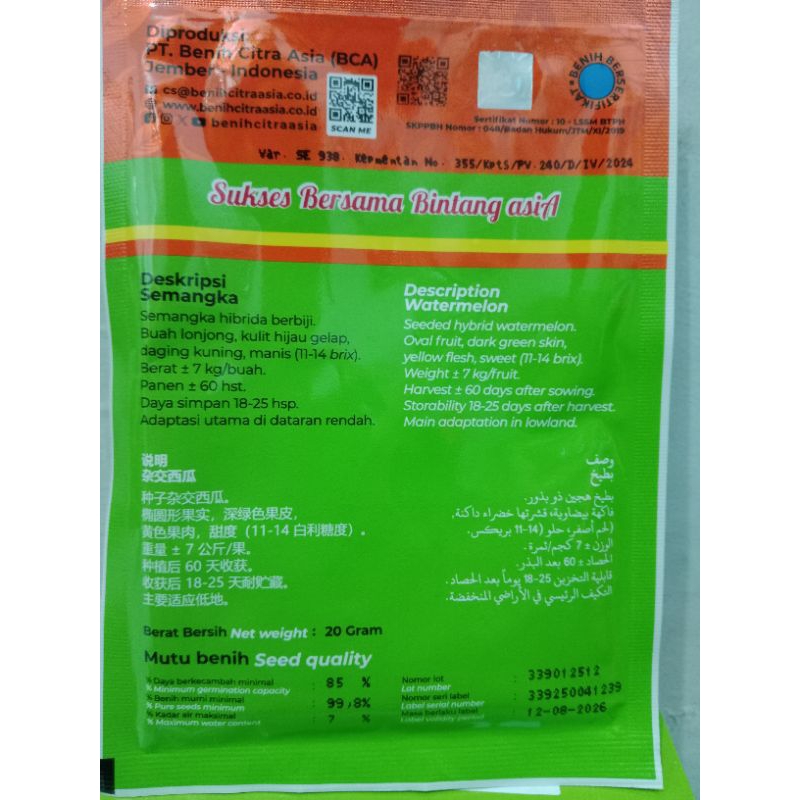 Diproduksi
PT. Benih Citra Asia (BCA)
Jember - Indonesia
cs@benihcitraasia.co.id
www.benihcitraasia.co.id
benihcitraasia
SCAN ME
BENIH BERSERTIFIKAT
Sertifikat Nomor : 10 - LSSM BTPH
SKPPBH Nomor : 048/Badan Hukum/JTM/XI/2019
Var. SE 938. Kepmentan No. 355/Kpts/PV.240/D/IV/2024
Sukses Bersama Bintang asiA
Deskripsi
Semangka
Semangka hibrida berbiji.
Buah lonjong, kulit hijau gelap,
daging kuning, manis (11-14 brix).
Berat ± 7 kg/buah.
Panen ± 60 hst.
Daya simpan 18-25 hsp.
Adaptasi utama di dataran rendah.
Description
Watermelon
Seeded hybrid watermelon.
Oval fruit, dark green skin,
yellow flesh, sweet (11-14 brix).
Weight ± 7 kg/fruit.
Harvest ± 60 days after sowing.
Storability 18-25 days after harvest.
Main adaptation in lowland.
说明
杂交西瓜
种子杂交西瓜。
椭圆形果实，深绿色果皮，
黄色果肉，甜度（11-14 白利糖度）。
重量 ± 7 公斤/果。
种植后 60 天收获。
收获后 18-25 天耐贮藏。
主要适应低地。
وصف
بطيخ
بطيخ هجين ذو بذور.
فاكهة بيضاوية، قشرتها خضراء داكنة,
لحم أصفر، حلو (14-11 بريكس).
الوزن ± 7 كجم/ثمرة.
الحصاد ± 60 بعد البذر.
قابلية التخزين 25-18 يوماً بعد الحصاد.
التكيف الرئيسي في الأراضي المنخفضة.
Berat Bersih Net weight : 20 Gram
Mutu benih Seed quality
% Daya berkecambah minimal
% Minimum germination capacity : 85 %
% Benih murni minimal
% Pure seeds minimum : 99,8%
% Kadar air maksimal
% Maximum water content : 7 %
Nomor lot
Lot number : 339012512
Nomor seri label
Label serial number : 339250041239
Masa berlaku label
Label validity period : 12-08-2026